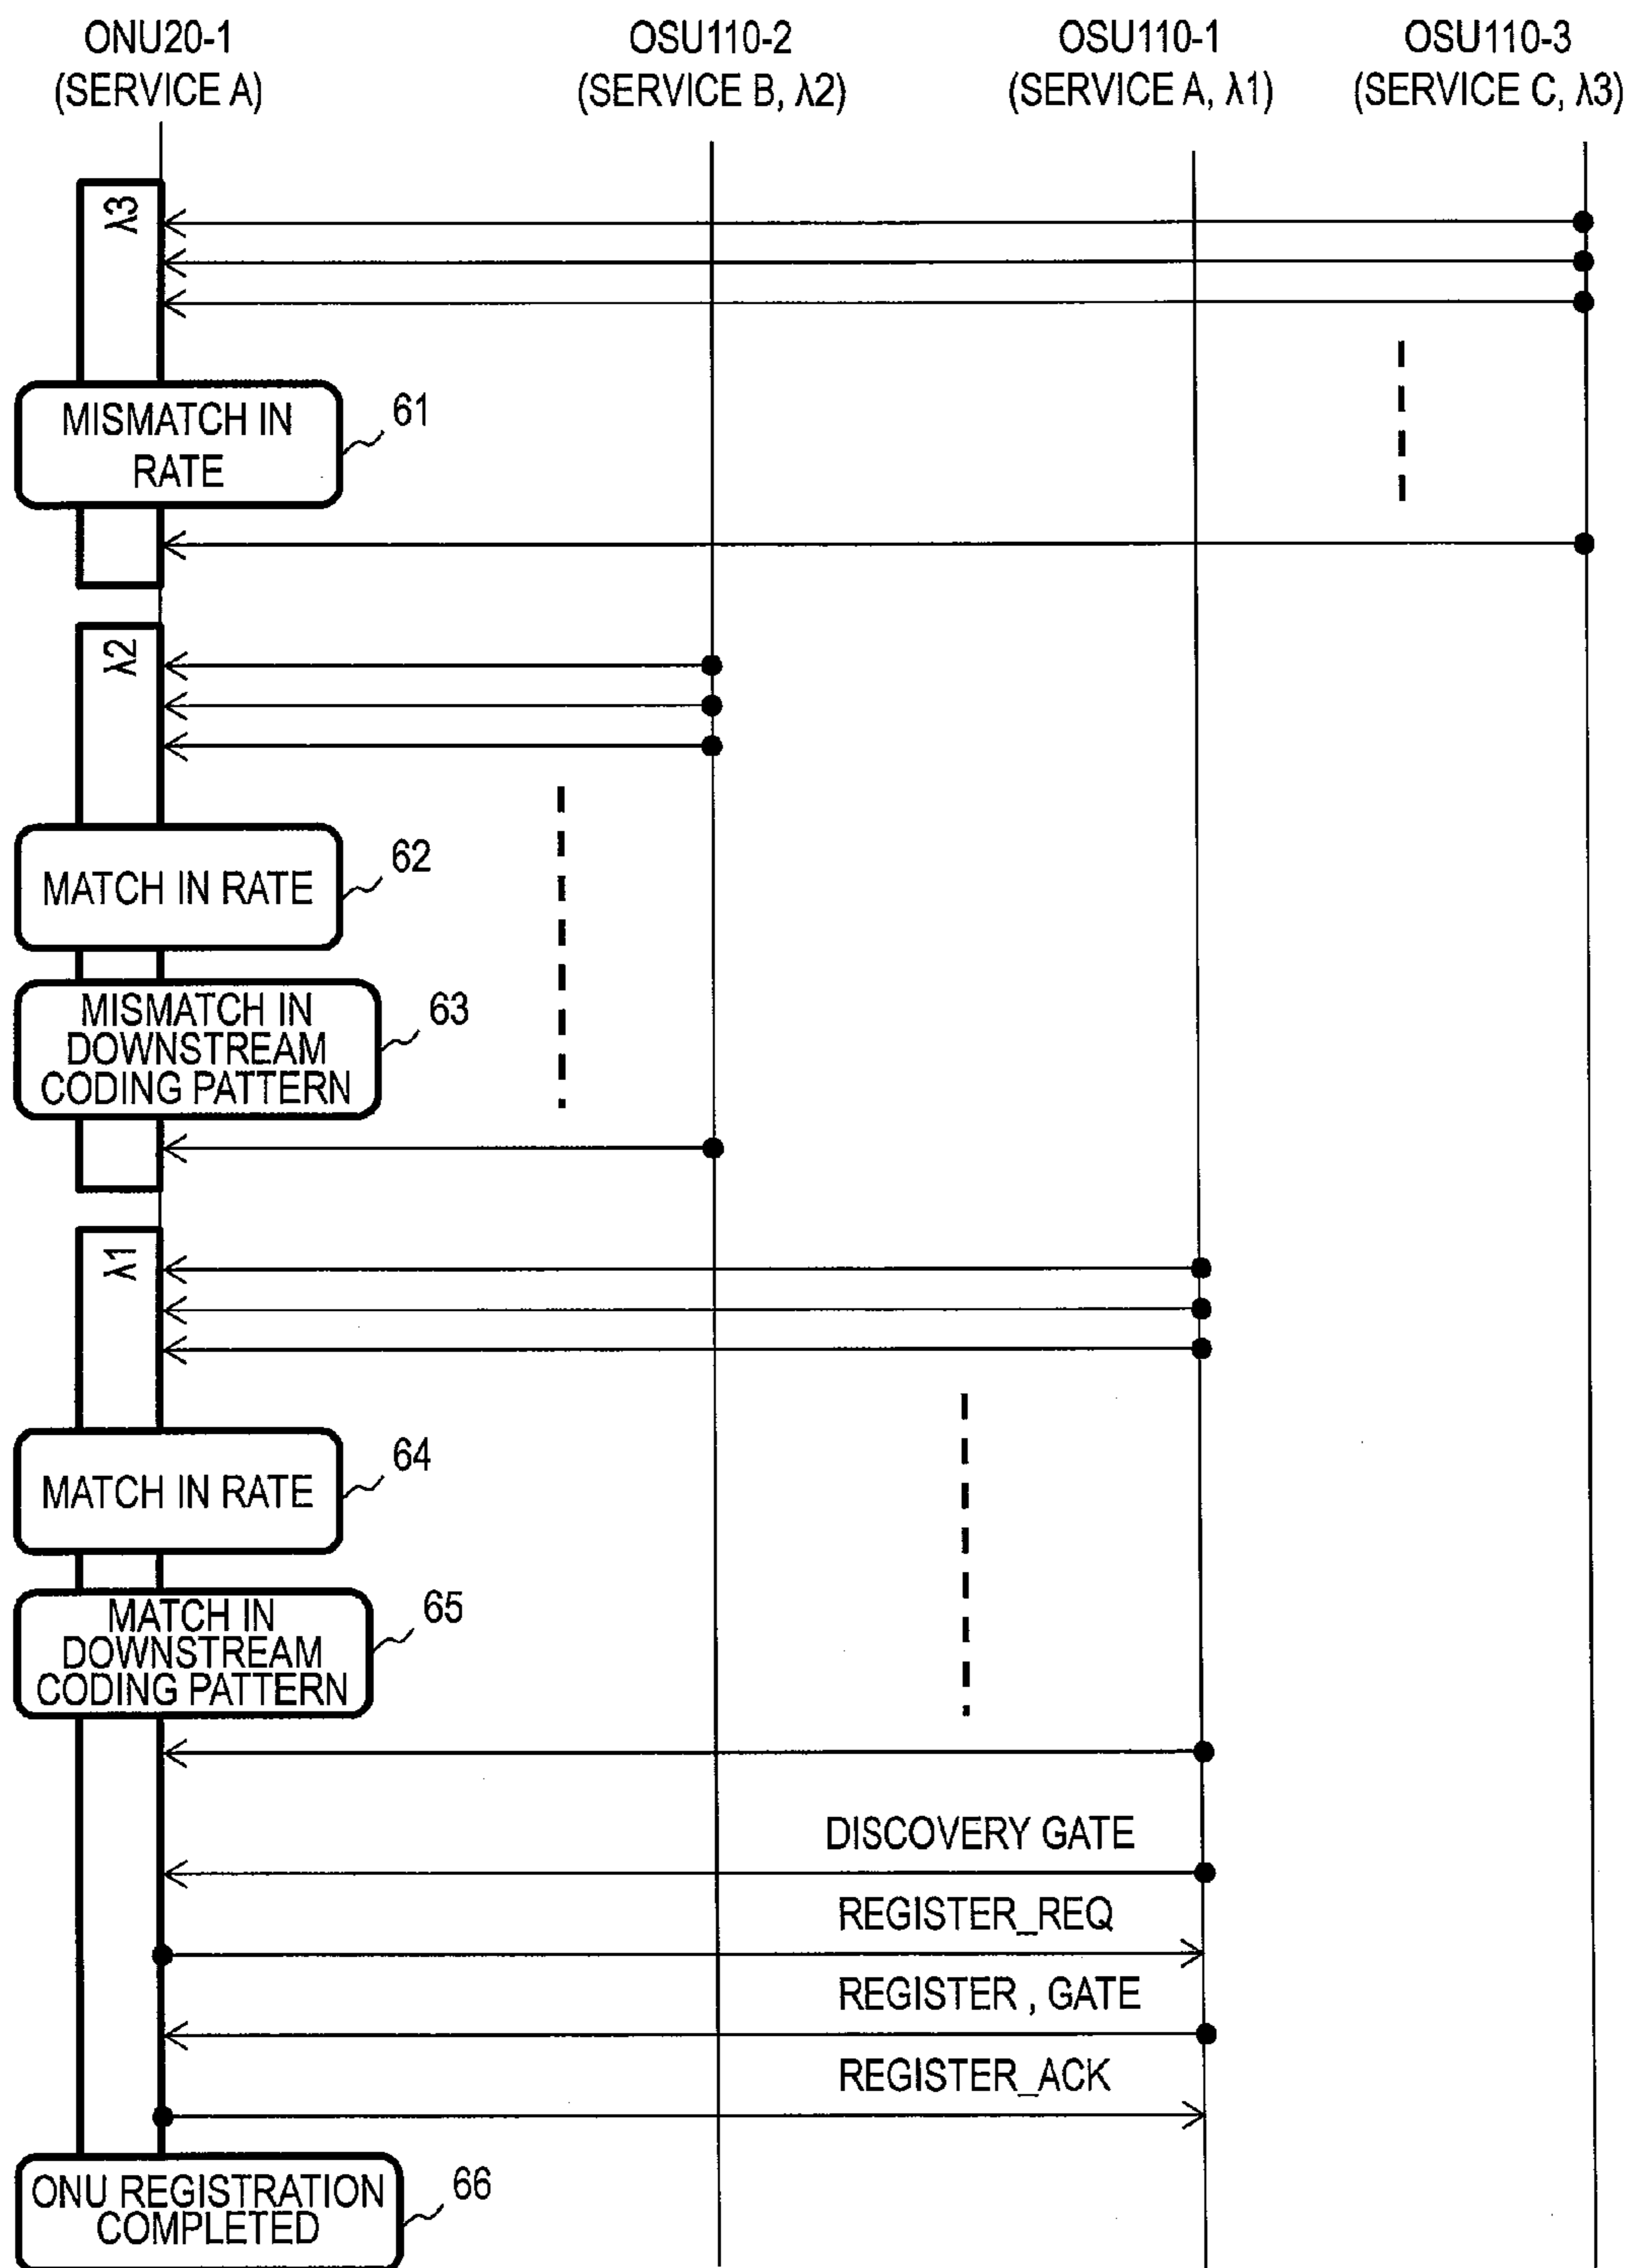 ONU20-1
(SERVICE A)
OSU110-2
(SERVICE B, λ2)
OSU110-1
(SERVICE A, λ1)
OSU110-3
(SERVICE C, λ3)
λ3
MISMATCH IN
RATE
61
λ2
MATCH IN RATE
62
MISMATCH IN
DOWNSTREAM
CODING PATTERN
63
λ1
MATCH IN RATE
64
MATCH IN
DOWNSTREAM
CODING PATTERN
65
DISCOVERY GATE
REGISTER_REQ
REGISTER , GATE
REGISTER_ACK
ONU REGISTRATION
COMPLETED
66